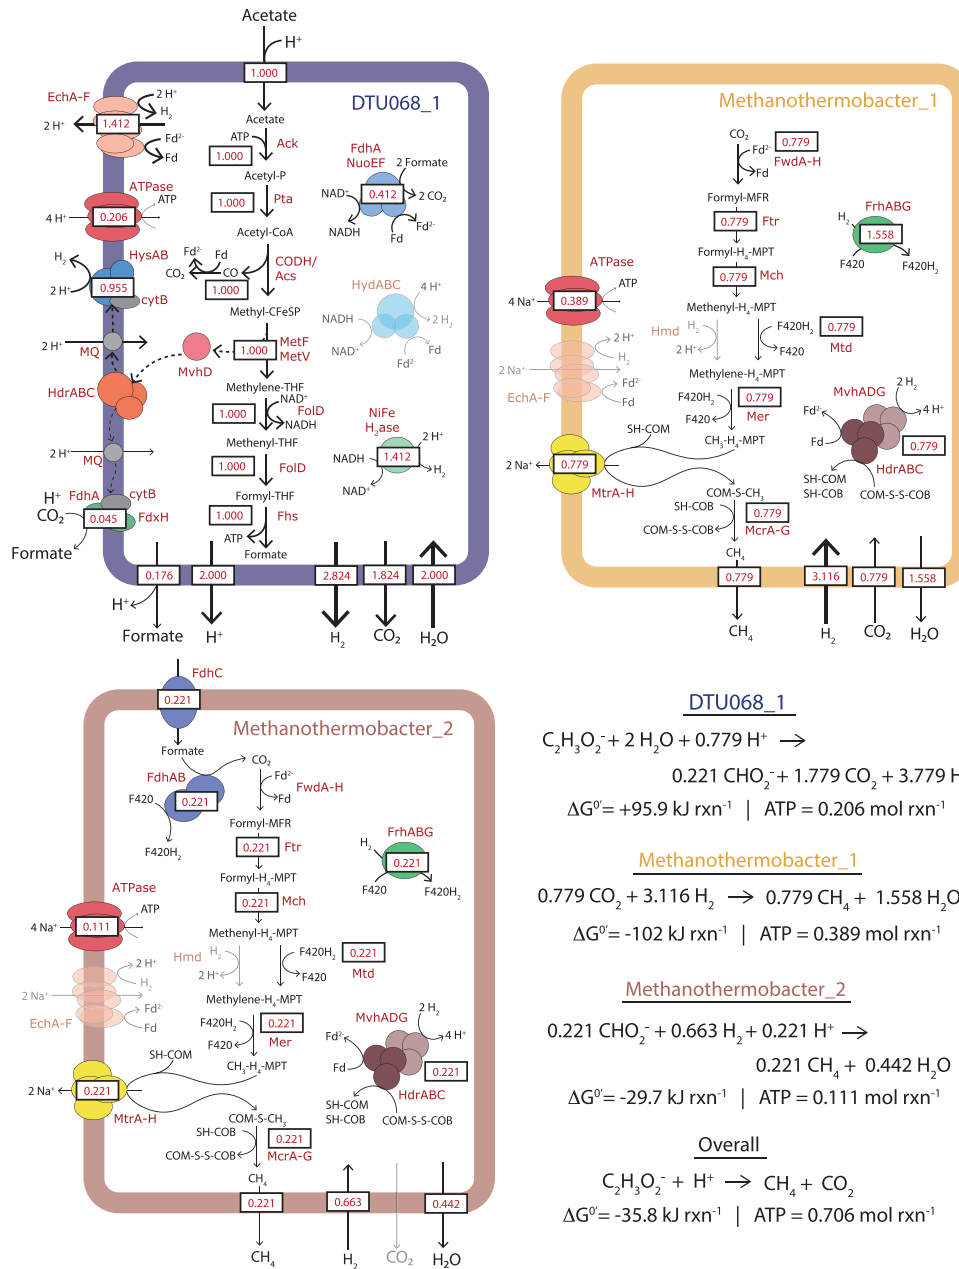 Acetate
H⁺
1.000
DTU068_1
EchA-F
2 H⁺
H₂
2 H⁺
1.412
Fd²⁻
Fd
Acetate
ATP
Ack
1.000
Acetyl-P
1.000
Pta
Acetyl-CoA
Fd²⁻
Fd
CO₂
CO
CODH/
Acs
1.000
Methyl-CFeSP
1.000
MetF
MetV
Methylene-THF
NAD⁺
1.000
FolD
NADH
Methenyl-THF
1.000
FolD
Formyl-THF
1.000
Fhs
ATP
Formate
ATPase
ATP
4 H⁺
0.206
HysAB
H₂
0.955
2 H⁺
cytB
2 H⁺
MQ
MvhD
HdrABC
2 H⁺
MQ
H⁺
FdhA
cytB
CO₂
0.045
FdxH
Formate
FdhA
NuoEF
2 Formate
NAD⁺
0.412
2 CO₂
NADH
Fd²⁻
Fd
HydABC
4 H⁺
NADH
2 H₂
NAD⁺
Fd
Fd²⁻
NiFe
H₂ase
2 H⁺
NADH
1.412
H₂
NAD⁺
0.176
2.000
2.824
1.824
2.000
H⁺
Formate
H⁺
H₂
CO₂
H₂O
Methanothermobacter_1
CO₂
0.779
Fd²⁻
FwdA-H
Fd
Formyl-MFR
0.779
Ftr
Formyl-H₄-MPT
0.779
Mch
Methenyl-H₄-MPT
Hmd
H₂
2 H⁺
F420H₂
0.779
F420
Mtd
Methylene-H₄-MPT
F420H₂
0.779
F420
Mer
CH₃-H₄-MPT
FrhABG
H₂
1.558
F420
F420H₂
ATPase
ATP
4 Na⁺
0.389
2 H⁺
H₂
2 Na⁺
Fd²⁻
EchA-F
Fd
SH-COM
2 Na⁺
0.779
MtrA-H
COM-S-CH₃
SH-COB
0.779
COM-S-S-COB
McrA-G
CH₄
MvhADG
2 H₂
Fd²⁻
4 H⁺
Fd
0.779
HdrABC
SH-COM
SH-COB
COM-S-S-COB
0.779
3.116
0.779
1.558
CH₄
H₂
CO₂
H₂O
FdhC
0.221
Methanothermobacter_2
Formate
CO₂
FdhAB
F420
0.221
F420H₂
Fd²⁻
FwdA-H
Fd
Formyl-MFR
0.221
Ftr
Formyl-H₄-MPT
0.221
Mch
Methenyl-H₄-MPT
Hmd
H₂
2 H⁺
F420H₂
0.221
F420
Mtd
Methylene-H₄-MPT
F420H₂
0.221
F420
Mer
CH₃-H₄-MPT
FrhABG
H₂
0.221
F420
F420H₂
ATPase
ATP
4 Na⁺
0.111
2 H⁺
H₂
2 Na⁺
Fd²⁻
EchA-F
Fd
SH-COM
2 Na⁺
0.221
MtrA-H
COM-S-CH₃
SH-COB
0.221
COM-S-S-COB
McrA-G
CH₄
MvhADG
2 H₂
Fd²⁻
4 H⁺
Fd
0.221
HdrABC
SH-COM
SH-COB
COM-S-S-COB
0.221
0.663
0.442
CH₄
H₂
CO₂
H₂O
DTU068_1
C₂H₃O₂⁻ + 2 H₂O + 0.779 H⁺ →
0.221 CHO₂⁻ + 1.779 CO₂ + 3.779 H
ΔG⁰′= +95.9 kJ rxn⁻¹ | ATP = 0.206 mol rxn⁻¹
Methanothermobacter_1
0.779 CO₂ + 3.116 H₂ → 0.779 CH₄ + 1.558 H₂O
ΔG⁰′= -102 kJ rxn⁻¹ | ATP = 0.389 mol rxn⁻¹
Methanothermobacter_2
0.221 CHO₂⁻ + 0.663 H₂ + 0.221 H⁺ →
0.221 CH₄ + 0.442 H₂O
ΔG⁰′= -29.7 kJ rxn⁻¹ | ATP = 0.111 mol rxn⁻¹
Overall
C₂H₃O₂⁻ + H⁺ → CH₄ + CO₂
ΔG⁰′= -35.8 kJ rxn⁻¹ | ATP = 0.706 mol rxn⁻¹